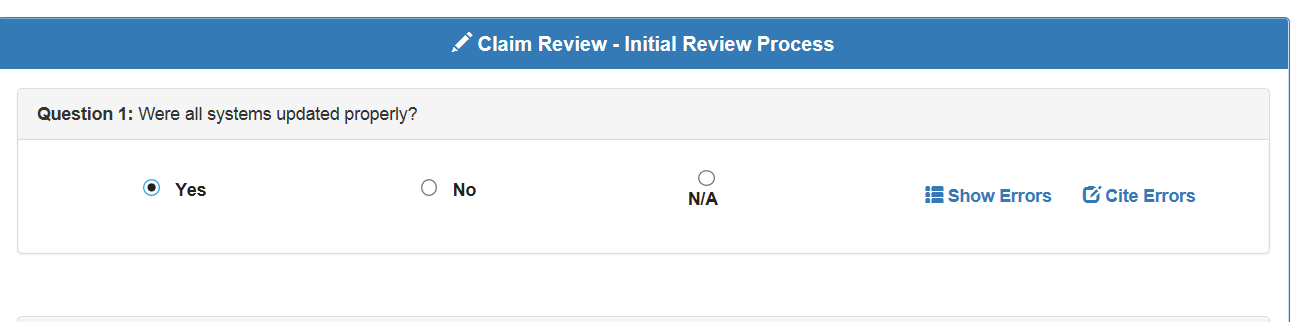 Claim Review - Initial Review Process
Question 1: Were all systems updated properly?
Yes No N/A Show Errors Cite Errors